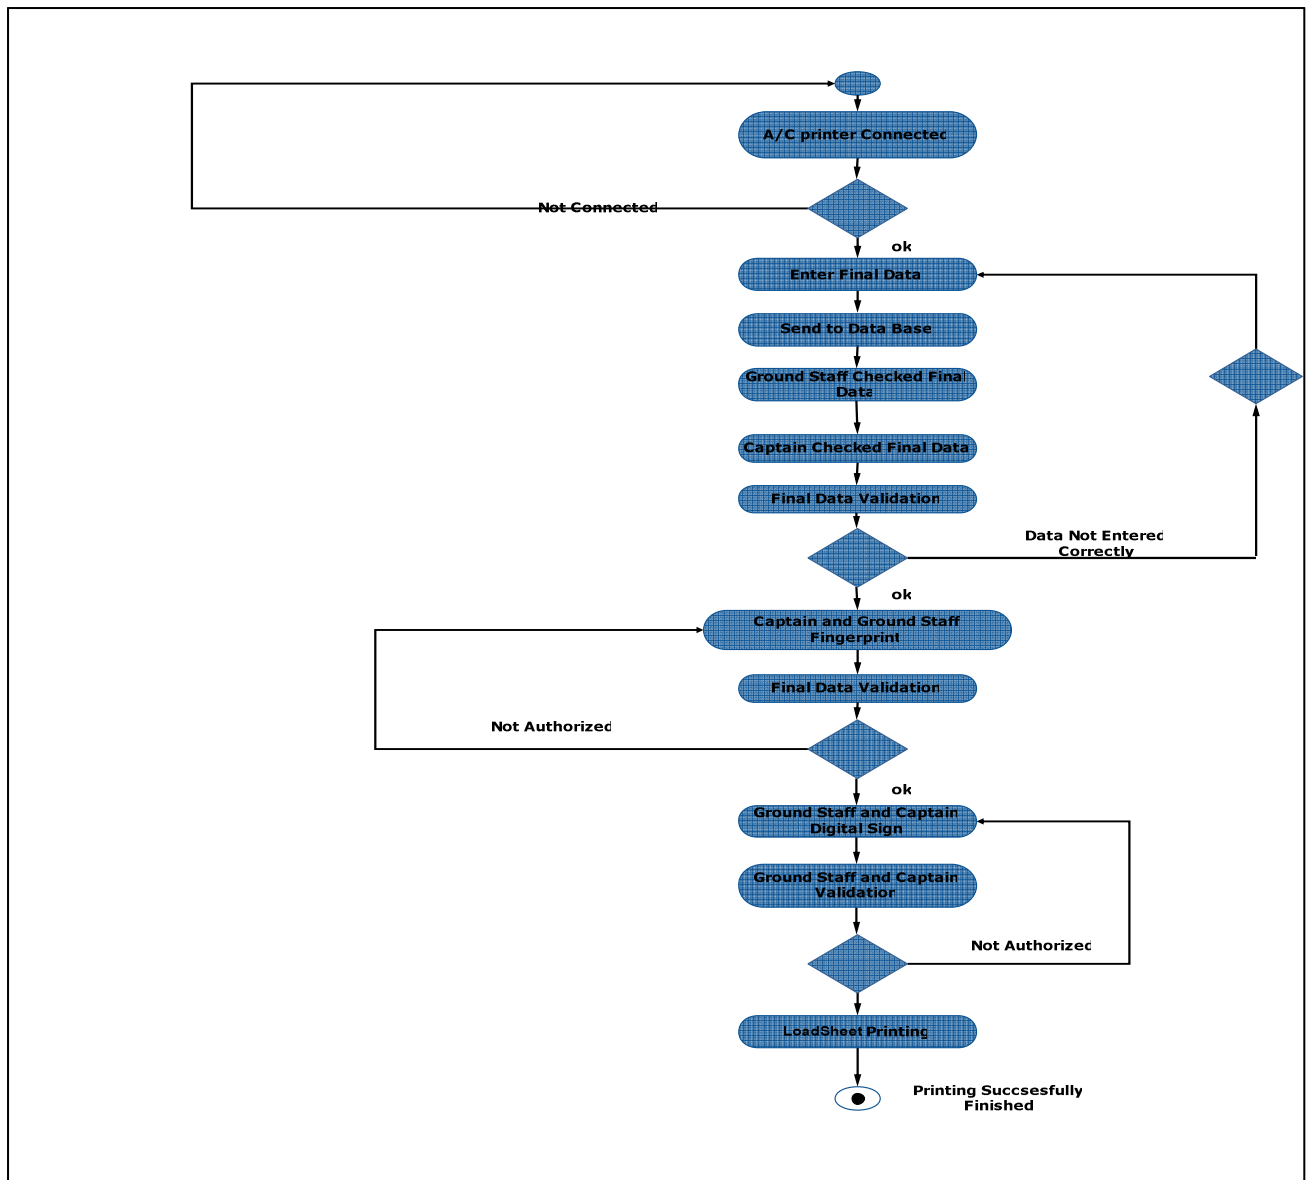 A/C printer Connected
Not Connected
ok
Enter Final Data
Send to Data Base
Ground Staff Checked Final
Data
Captain Checked Final Data
Final Data Validation
Data Not Entered
Correctly
ok
Captain and Ground Staff
Fingerprint
Final Data Validation
Not Authorized
ok
Ground Staff and Captain
Digital Sign
Ground Staff and Captain
Validation
Not Authorized
LoadSheet Printing
Printing Succsesfully
Finished